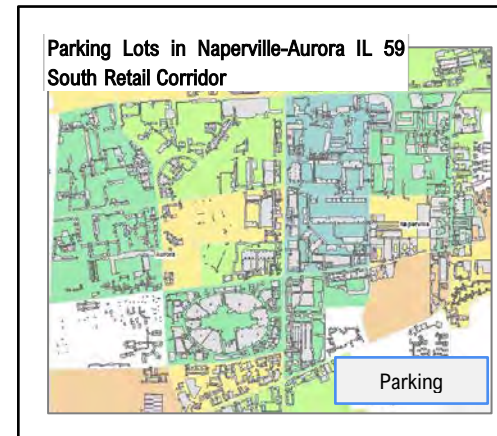 Parking Lots in Naperville-Aurora IL 59
South Retail Corridor
Naperville
Aurora
Parking